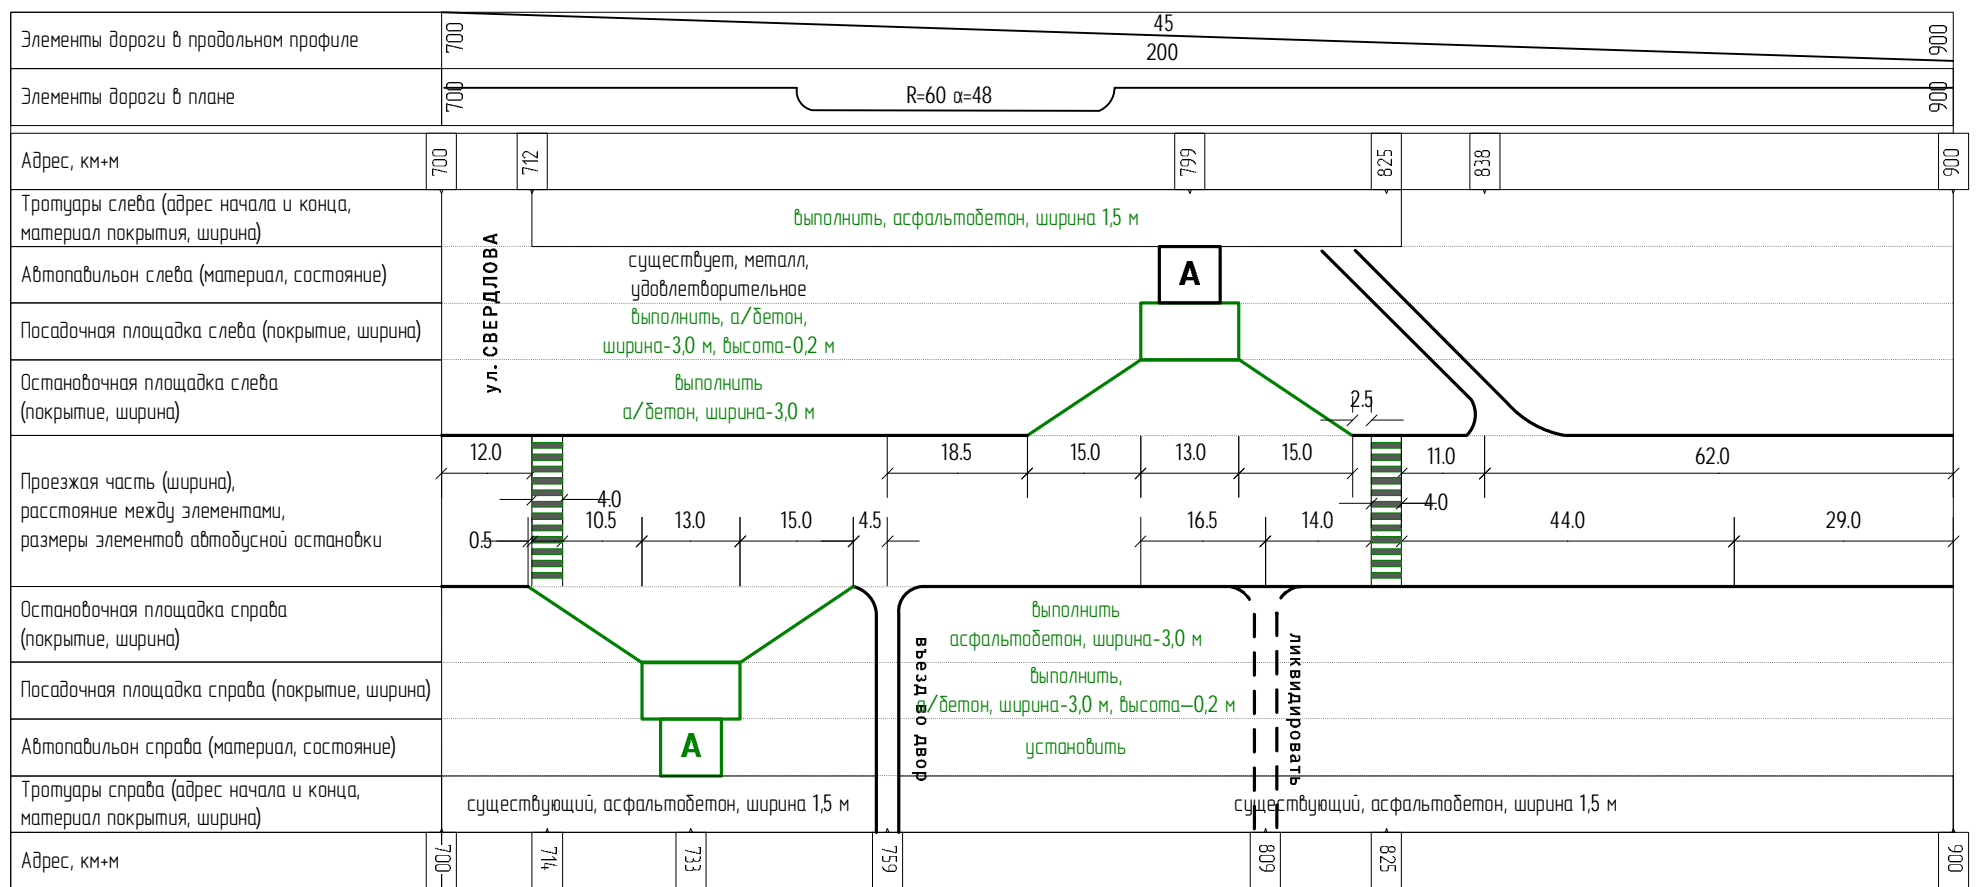 Элементы дороги в продольном профиле
700
45
200
900
Элементы дороги в плане
700
R=60 α=48
900
Адрес, км+м
700
712
799
825
838
900
Тротуары слева (адрес начала и конца,
материал покрытия, ширина)
выполнить, асфальтобетон, ширина 1,5 м
ул. СВЕРДЛОВА
Автопавильон слева (материал, состояние)
существует, металл,
удовлетворительное
А
Посадочная площадка слева (покрытие, ширина)
выполнить, а/бетон,
ширина-3,0 м, высота-0,2 м
Остановочная площадка слева
(покрытие, ширина)
выполнить
а/бетон, ширина-3,0 м
2.5
Проезжая часть (ширина),
расстояние между элементами,
размеры элементов автобусной остановки
12.0
18.5
15.0
13.0
15.0
11.0
62.0
4.0
4.0
0.5
10.5
13.0
15.0
4.5
16.5
14.0
44.0
29.0
Остановочная площадка справа
(покрытие, ширина)
выполнить
асфальтобетон, ширина-3,0 м
въезд во двор
ликвидировать
Посадочная площадка справа (покрытие, ширина)
выполнить,
а/бетон, ширина-3,0 м, высота–0,2 м
Автопавильон справа (материал, состояние)
А
установить
Тротуары справа (адрес начала и конца,
материал покрытия, ширина)
существующий, асфальтобетон, ширина 1,5 м
существующий, асфальтобетон, ширина 1,5 м
Адрес, км+м
700
714
733
759
809
825
900